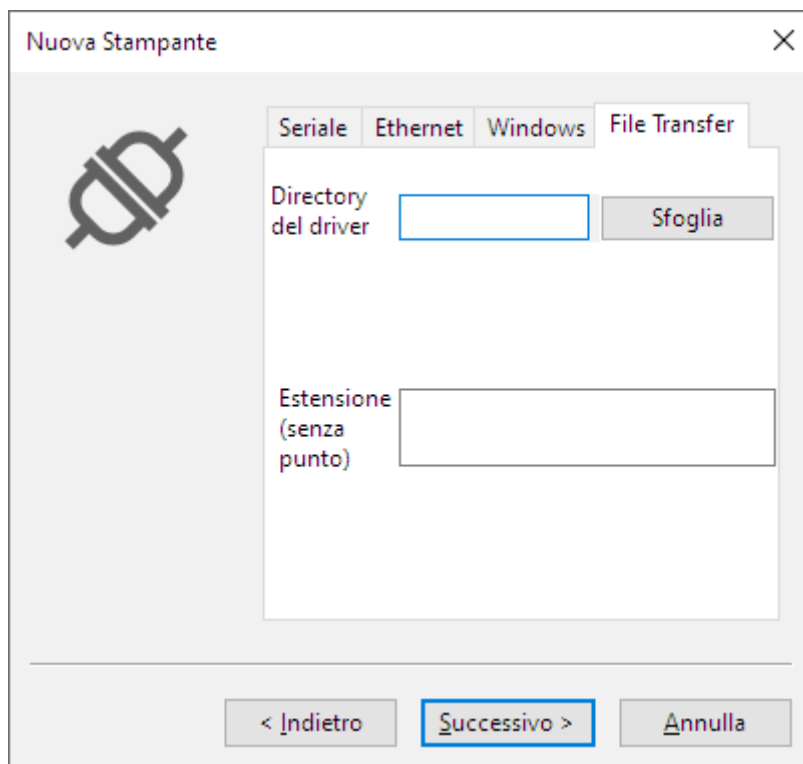 Nuova Stampante
Seriale Ethernet Windows File Transfer
Directory
del driver
Sfoglia
Estensione
(senza
punto)
< Indietro Successivo > Annulla